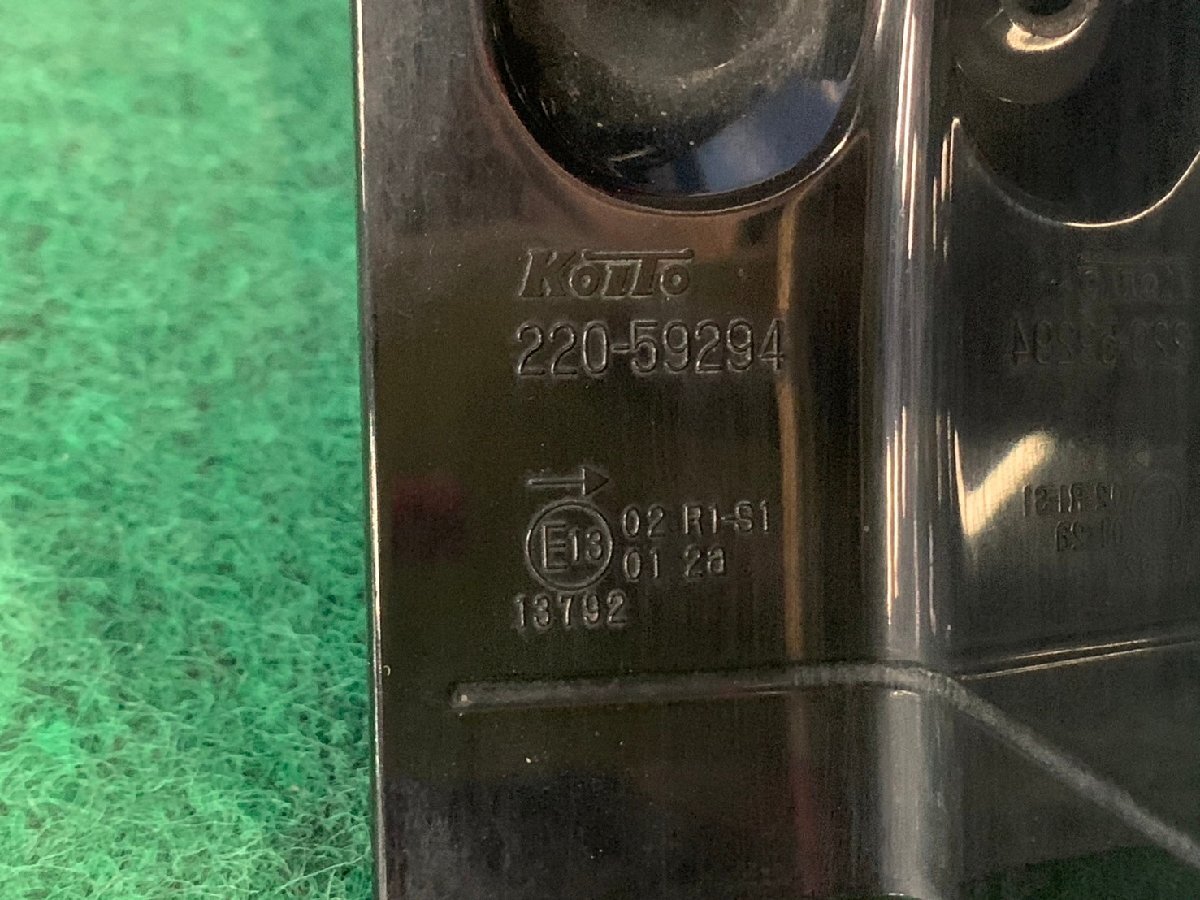 KOITO
220-59294
→
E13 02 R1-S1
01 2a
13792